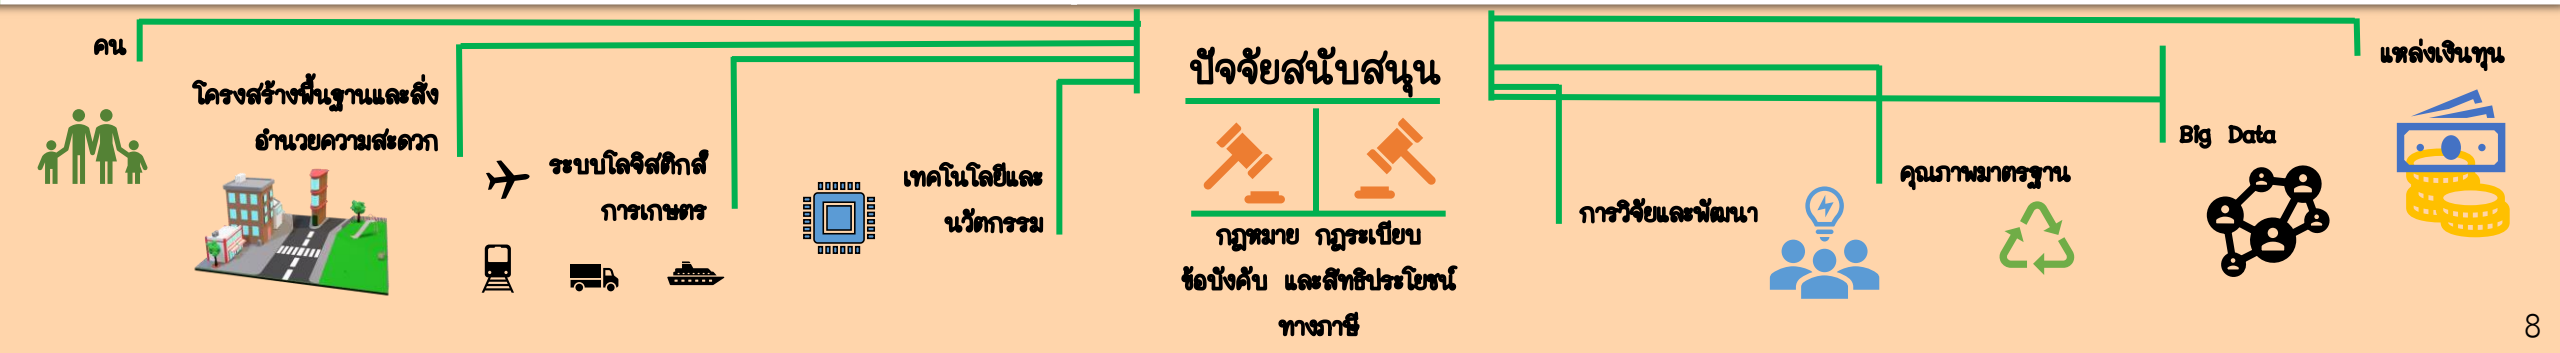 คน
โครงสร้างพื้นฐานและสิ่ง
อำนวยความสะดวก
ระบบโลจิสติกส์
การเกษตร
เทคโนโลยีและ
นวัตกรรม
ปัจจัยสนับสนุน
กฎหมาย กฎระเบียบ
ข้อบังคับ และสิทธิประโยชน์
ทางภาษี
การวิจัยและพัฒนา
คุณภาพมาตรฐาน
Big Data
แหล่งเงินทุน
8